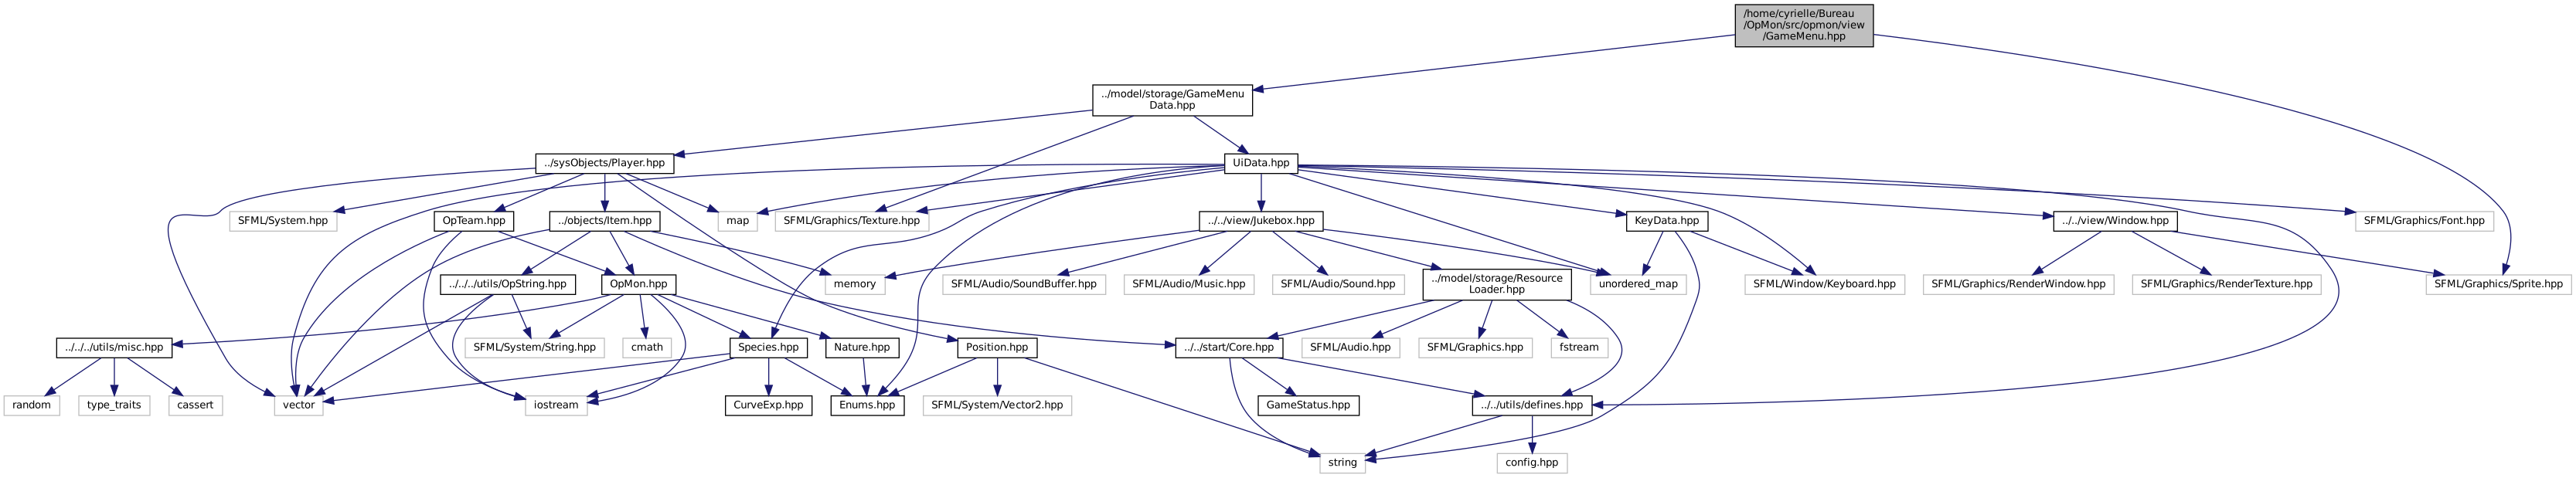 /home/cyrielle/Bureau
/OpMon/src/opmon/view
/GameMenu.hpp
../model/storage/GameMenu
Data.hpp
../sysObjects/Player.hpp
UiData.hpp
SFML/System.hpp
OpTeam.hpp
../objects/Item.hpp
map
SFML/Graphics/Texture.hpp
../../view/Jukebox.hpp
KeyData.hpp
../../view/Window.hpp
SFML/Graphics/Font.hpp
../../../utils/OpString.hpp
OpMon.hpp
memory
SFML/Audio/SoundBuffer.hpp
SFML/Audio/Music.hpp
SFML/Audio/Sound.hpp
../model/storage/Resource
Loader.hpp
unordered_map
SFML/Window/Keyboard.hpp
SFML/Graphics/RenderWindow.hpp
SFML/Graphics/RenderTexture.hpp
SFML/Graphics/Sprite.hpp
../../../utils/misc.hpp
SFML/System/String.hpp
cmath
Species.hpp
Nature.hpp
Position.hpp
../../start/Core.hpp
SFML/Audio.hpp
SFML/Graphics.hpp
fstream
random
type_traits
cassert
vector
iostream
CurveExp.hpp
Enums.hpp
SFML/System/Vector2.hpp
GameStatus.hpp
../../utils/defines.hpp
string
config.hpp